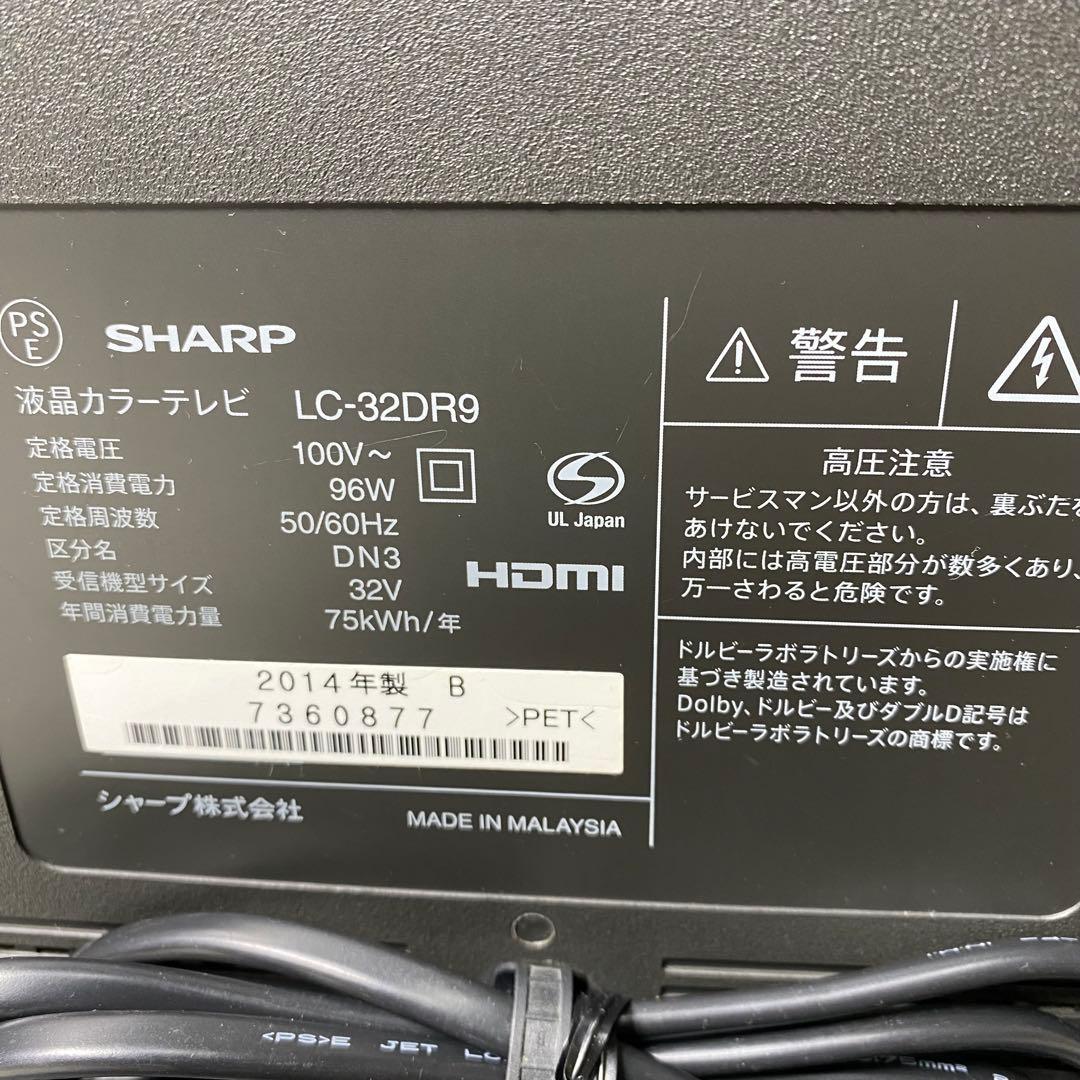 PS
E
SHARP
液晶カラーテレビ LC-32DR9
定格電圧 100V～
定格消費電力 96W
定格周波数 50/60Hz
区分名 DN3
受信機型サイズ 32V
年間消費電力量 75kWh/年
S
UL Japan
HDMI
2014年製 B
7360877 >PET<
シャープ株式会社
MADE IN MALAYSIA
警告
高圧注意
サービスマン以外の方は、裏ぶたを
あけないでください。
内部には高電圧部分が数多くあり、
万一さわると危険です。
ドルビーラボラトリーズからの実施権に
基づき製造されています。
Dolby、ドルビー及びダブルD記号は
ドルビーラボラトリーズの商標です。
<PS>E JET